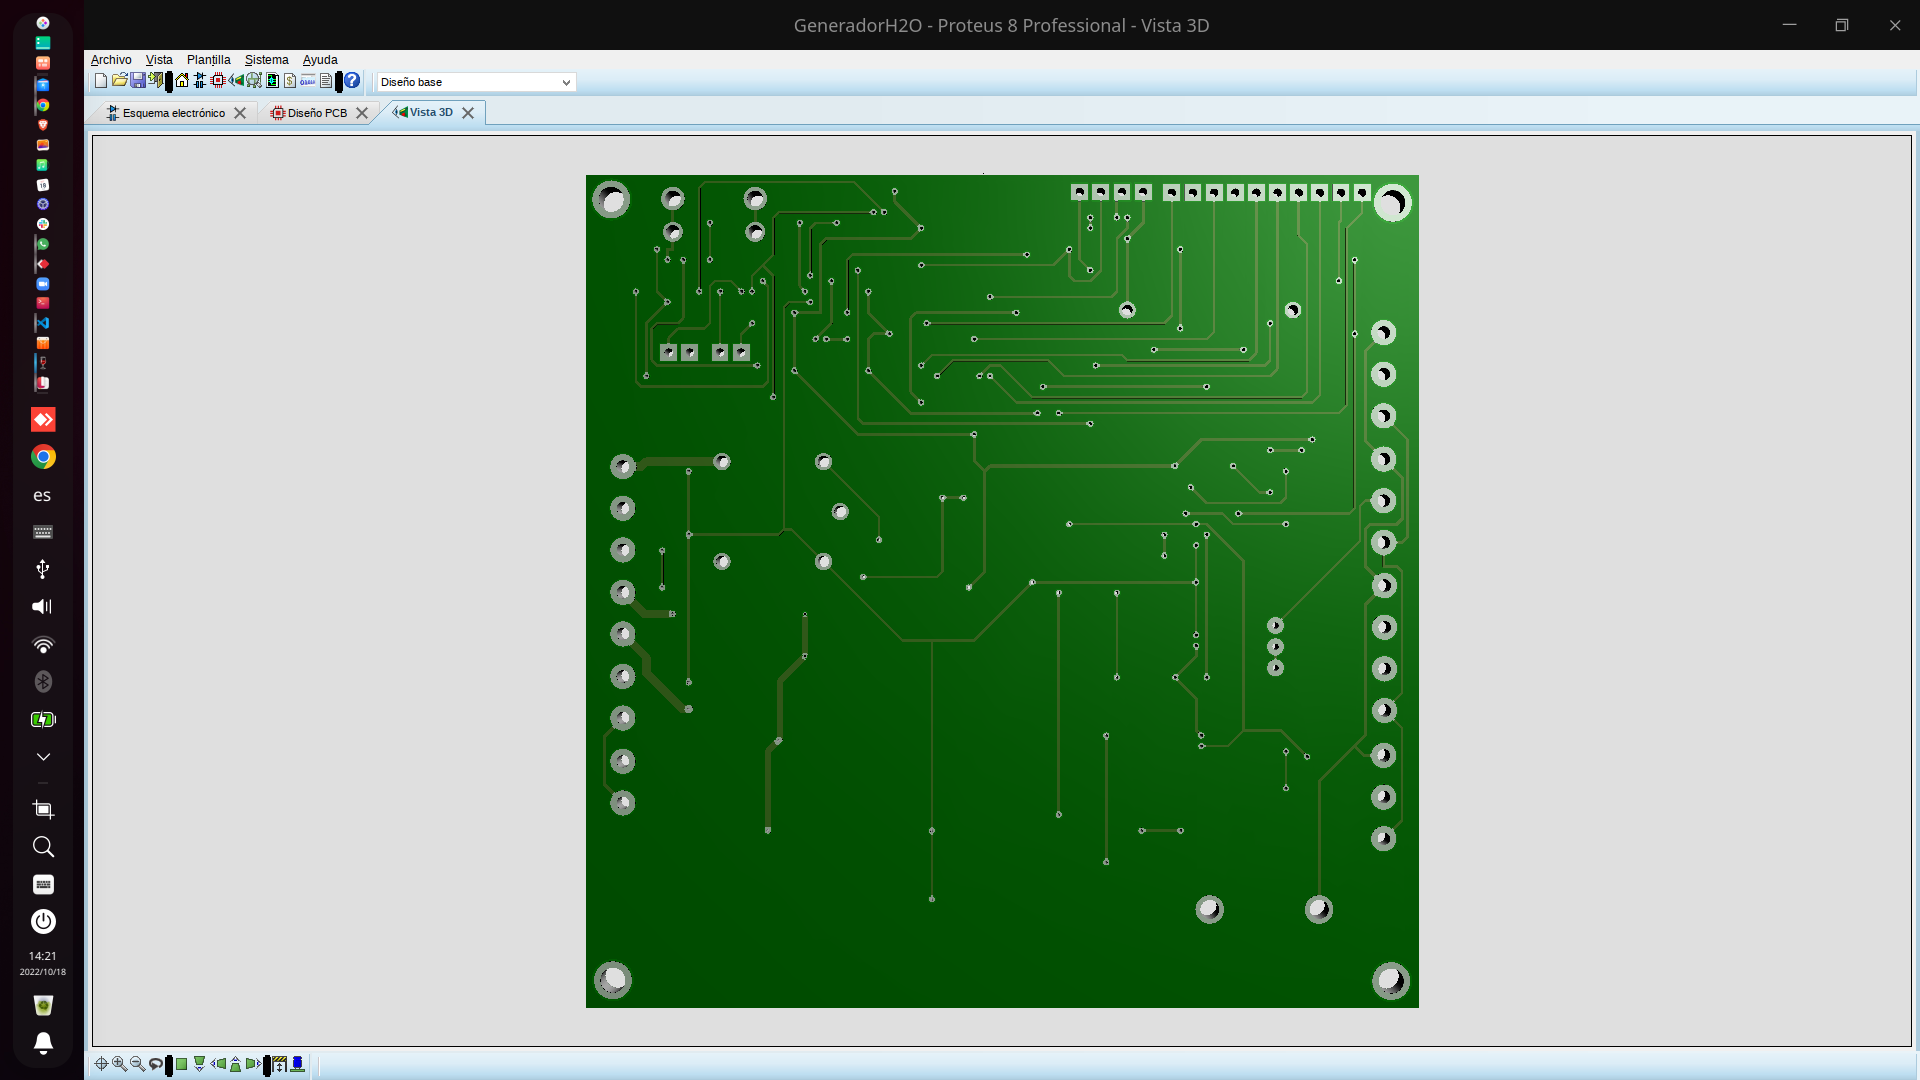 GeneradorH2O - Proteus 8 Professional - Vista 3D
Archivo Vista Plantilla Sistema Ayuda
Diseño base
Esquema electrónico Diseño PCB Vista 3D
es
14:21
2022/10/18